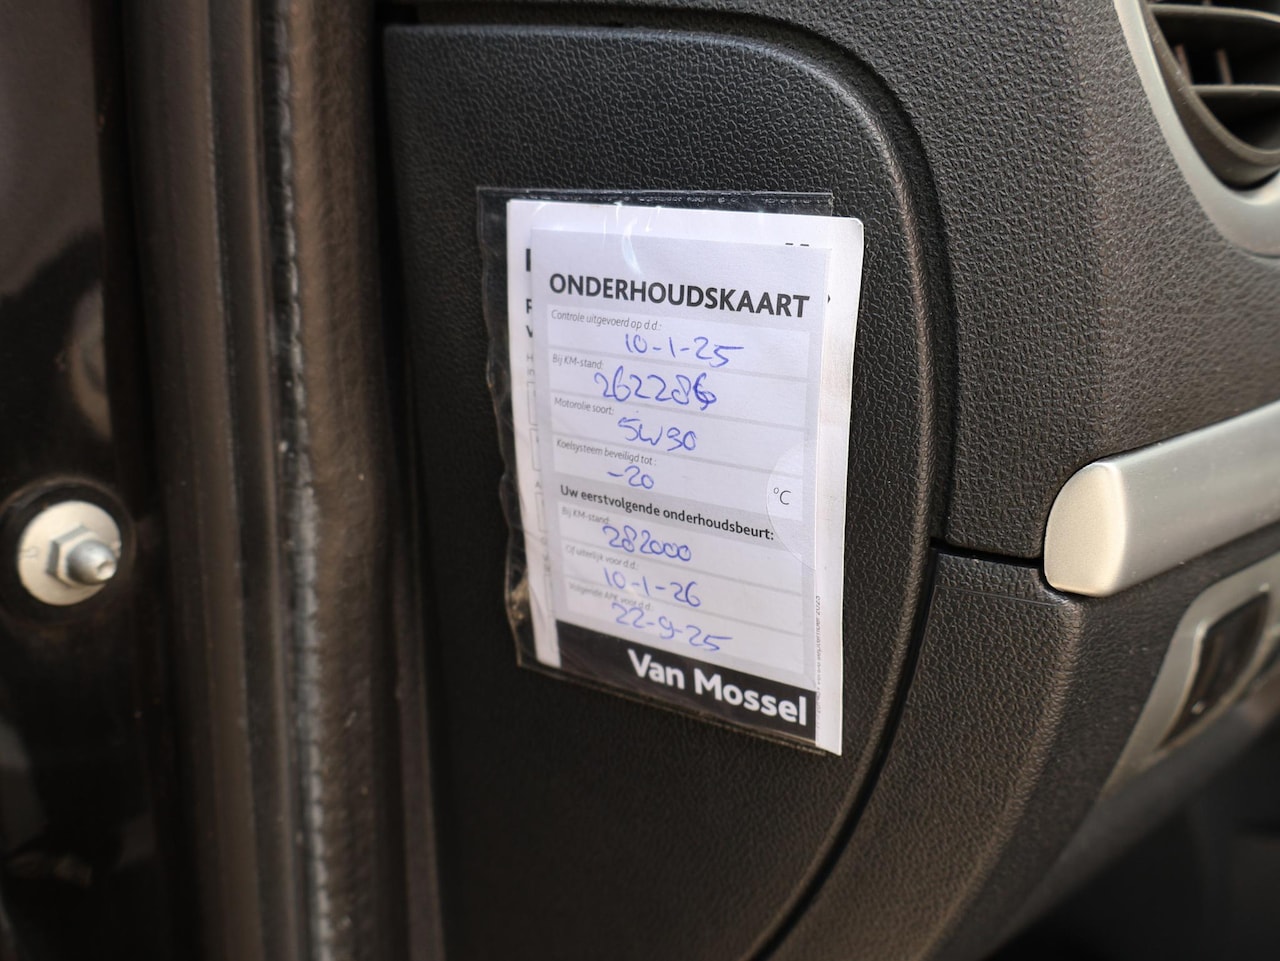 ONDERHOUDSKAART
Controle uitgevoerd op d.d.:
10-1-25
Bij KM-stand:
262286
Motorolie soort:
5W30
Koelsysteem beveiligd tot:
-20 °C
Uw eerstvolgende onderhoudsbeurt:
Bij KM-stand:
282000
Of uiterlijk voor d.d.:
10-1-26
Volgende APK voor d.d.:
22-9-25
Van Mossel